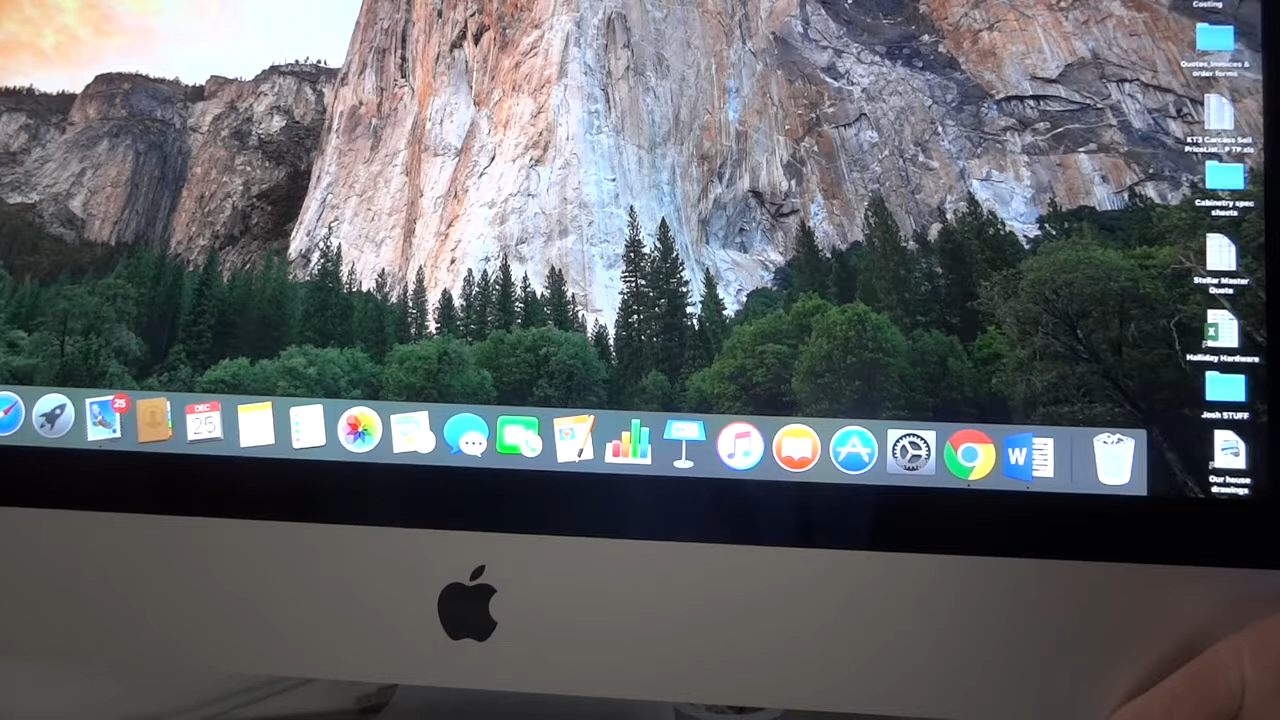 Costing
Quotes, Invoices &
order forms
KT3 Carcass Sell
PriceList...P TP.xls
Cabinetry spec
sheets
Stellar Master
Quote
X
Halliday Hardware
Josh STUFF
Our house
drawings
25
DEC
25
W